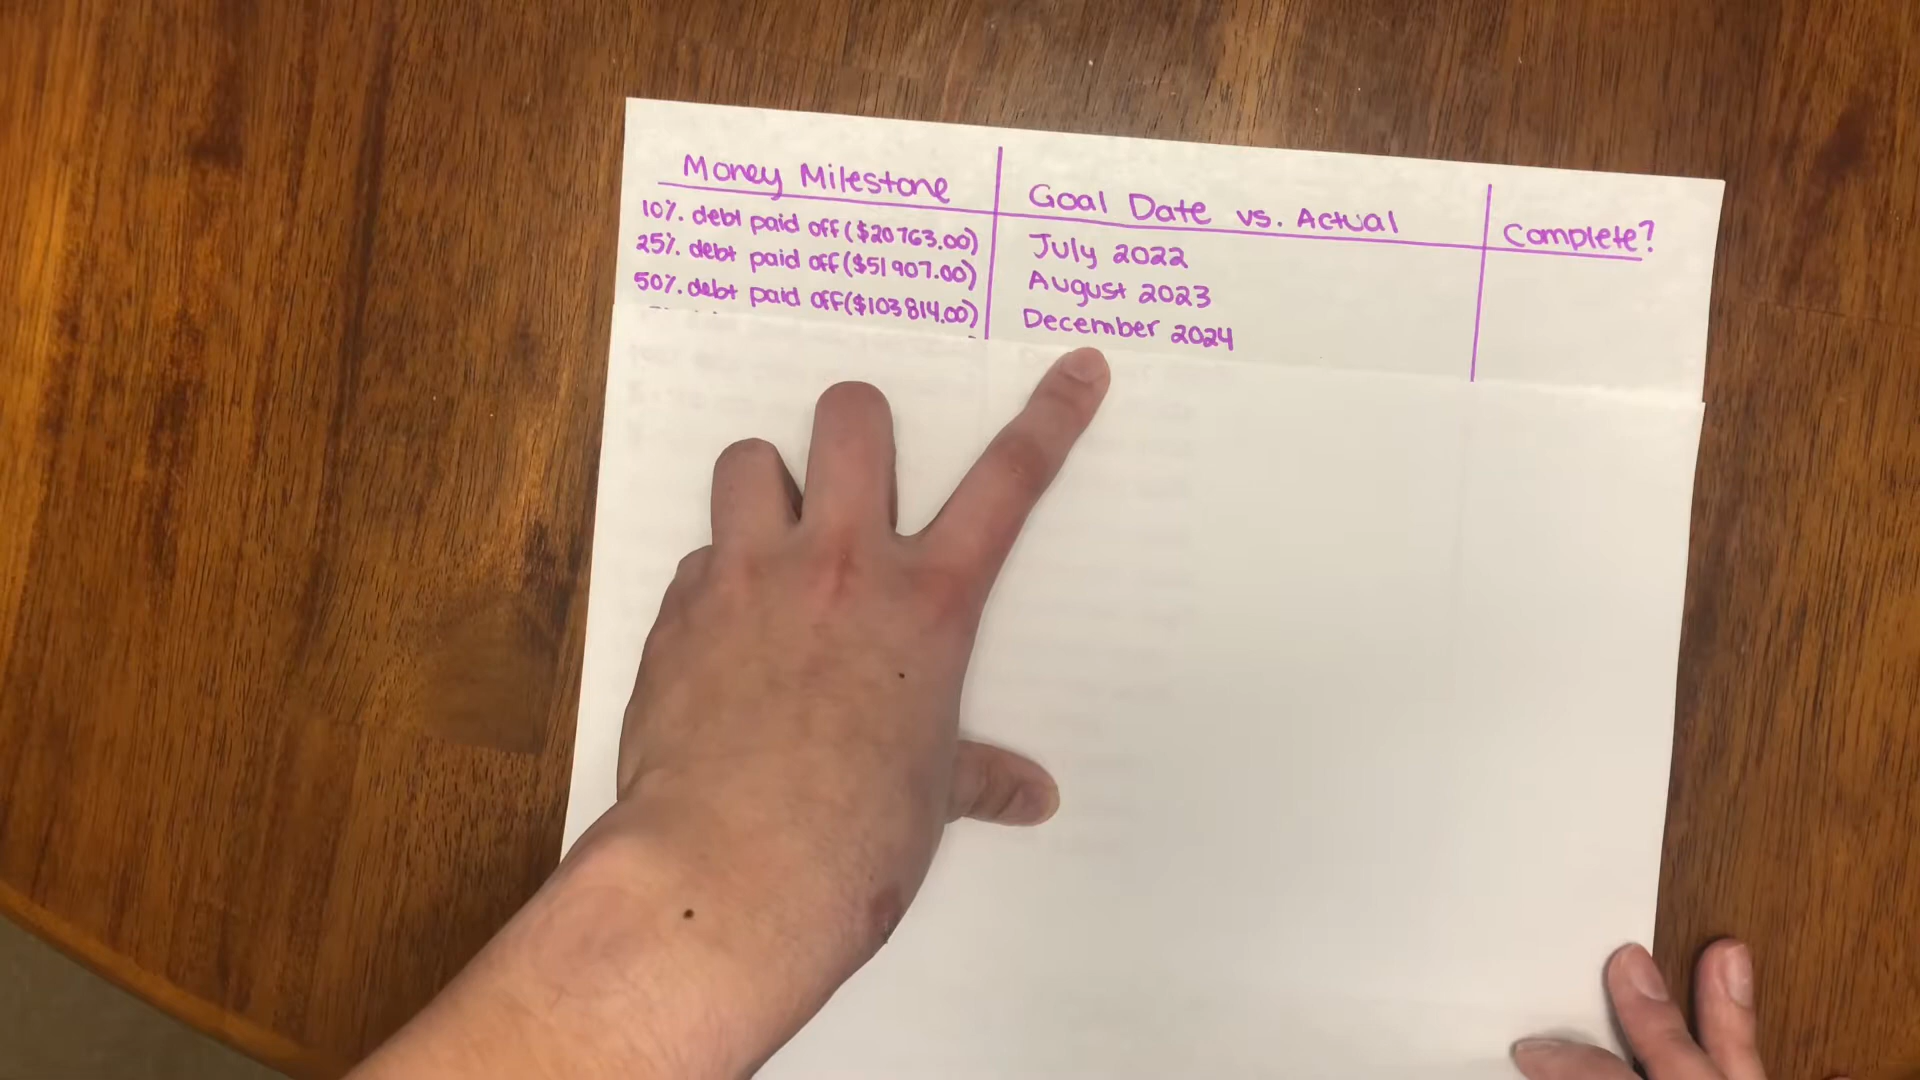 Money Milestone
Goal Date vs. Actual
Complete?
10%. debt paid off ($20763.00)
July 2022
25%. debt paid off ($51907.00)
August 2023
50%. debt paid off ($103814.00)
December 2024